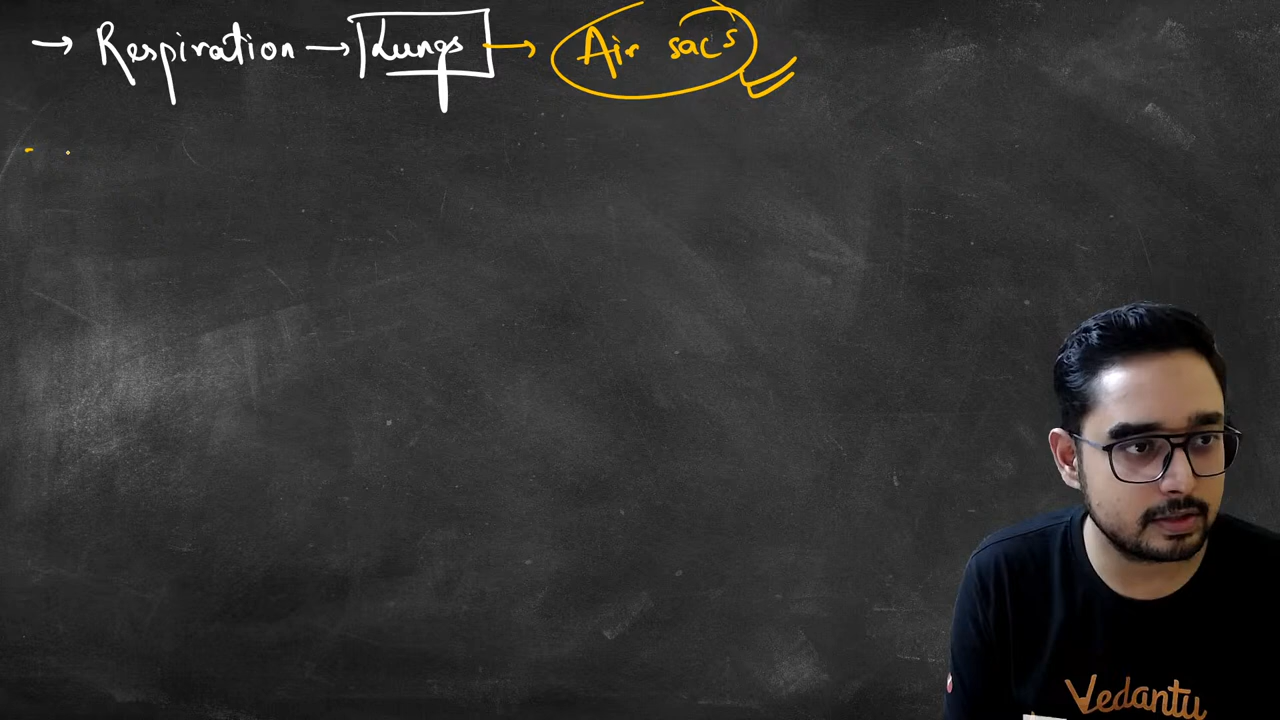 → Respiration → Lungs → Air sacs
Vedantu